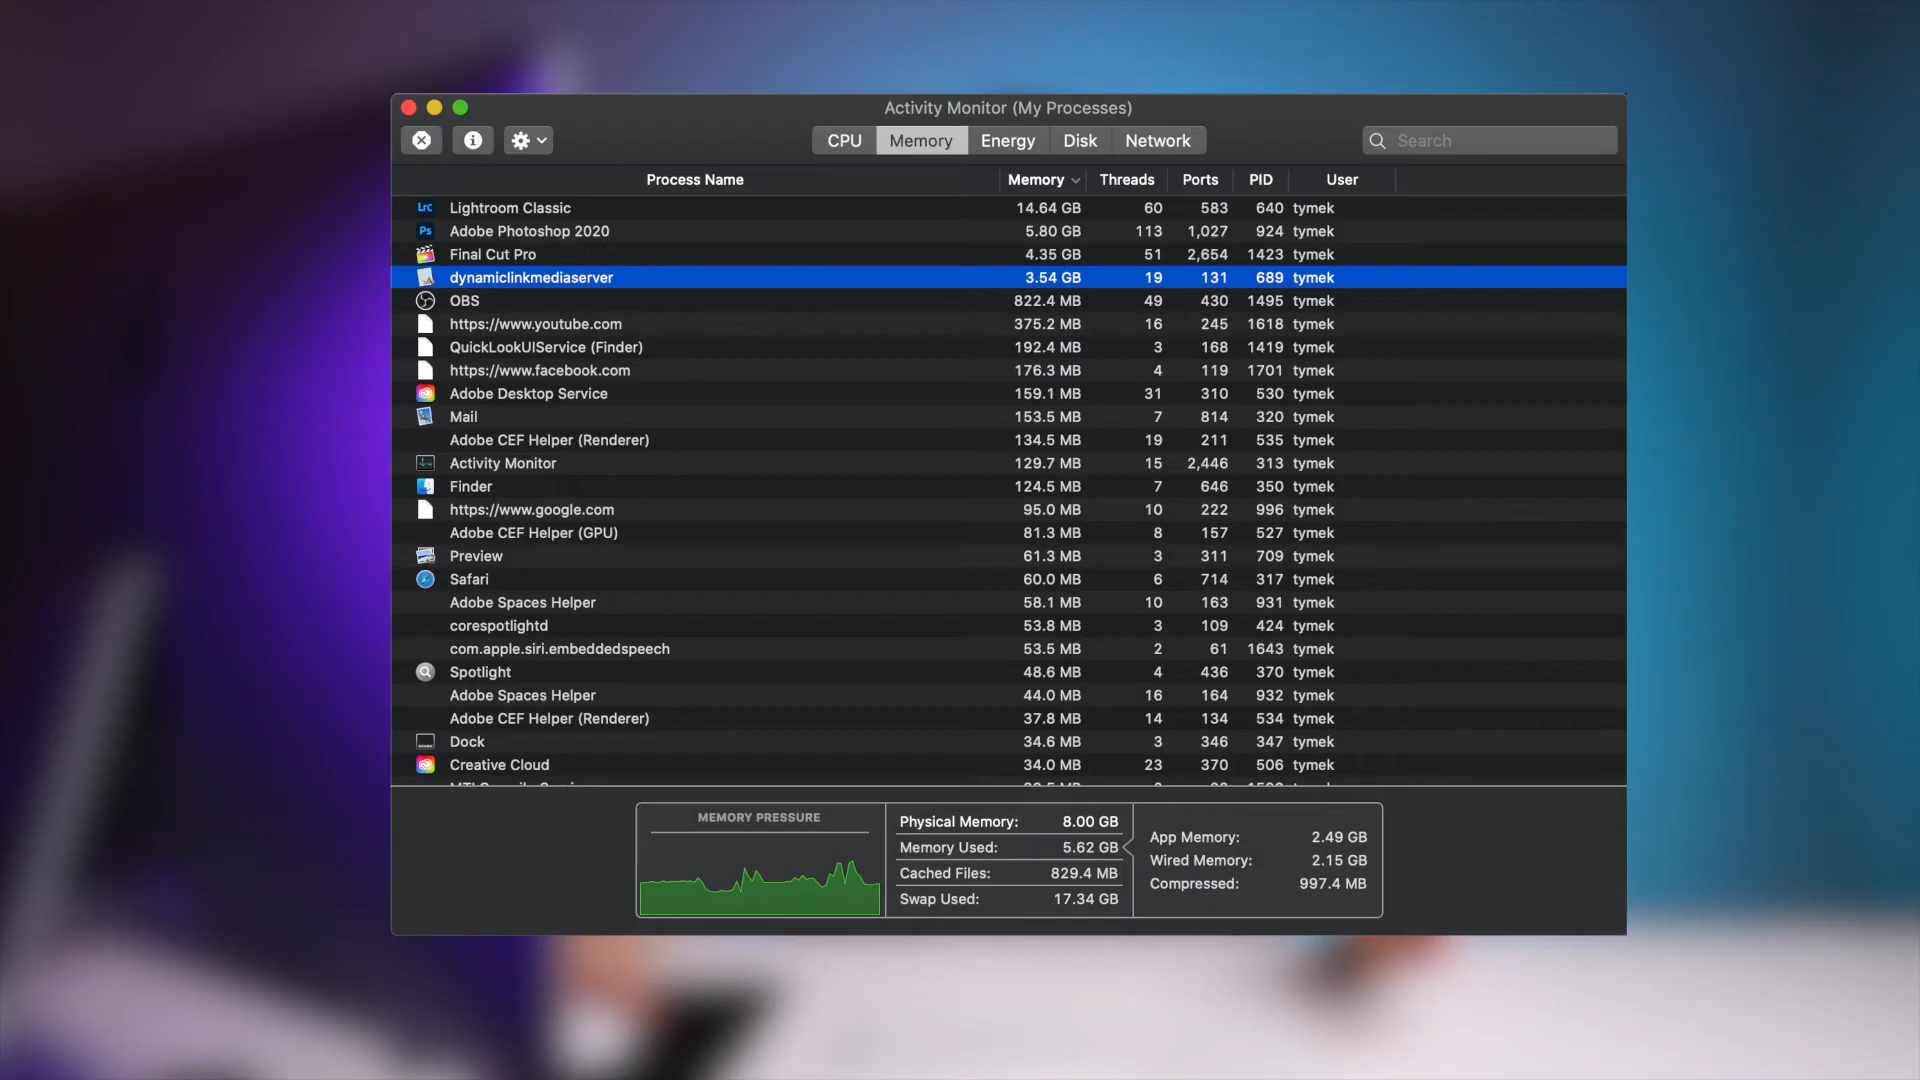 Activity Monitor (My Processes)
CPU Memory Energy Disk Network Search
Process Name Memory Threads Ports PID User
Lrc Lightroom Classic 14.64 GB 60 583 640 tymek
Ps Adobe Photoshop 2020 5.80 GB 113 1,027 924 tymek
Final Cut Pro 4.35 GB 51 2,654 1423 tymek
dynamiclinkmediaserver 3.54 GB 19 131 689 tymek
OBS 822.4 MB 49 430 1495 tymek
https://www.youtube.com 375.2 MB 16 245 1618 tymek
QuickLookUIService (Finder) 192.4 MB 3 168 1419 tymek
https://www.facebook.com 176.3 MB 4 119 1701 tymek
Adobe Desktop Service 159.1 MB 31 310 530 tymek
Mail 153.5 MB 7 814 320 tymek
Adobe CEF Helper (Renderer) 134.5 MB 19 211 535 tymek
Activity Monitor 129.7 MB 15 2,446 313 tymek
Finder 124.5 MB 7 646 350 tymek
https://www.google.com 95.0 MB 10 222 996 tymek
Adobe CEF Helper (GPU) 81.3 MB 8 157 527 tymek
Preview 61.3 MB 3 311 709 tymek
Safari 60.0 MB 6 714 317 tymek
Adobe Spaces Helper 58.1 MB 10 163 931 tymek
corespotlightd 53.8 MB 3 109 424 tymek
com.apple.siri.embeddedspeech 53.5 MB 2 61 1643 tymek
Spotlight 48.6 MB 4 436 370 tymek
Adobe Spaces Helper 44.0 MB 16 164 932 tymek
Adobe CEF Helper (Renderer) 37.8 MB 14 134 534 tymek
Dock 34.6 MB 3 346 347 tymek
Creative Cloud 34.0 MB 23 370 506 tymek
MEMORY PRESSURE
Physical Memory: 8.00 GB
Memory Used: 5.62 GB
Cached Files: 829.4 MB
Swap Used: 17.34 GB
App Memory: 2.49 GB
Wired Memory: 2.15 GB
Compressed: 997.4 MB